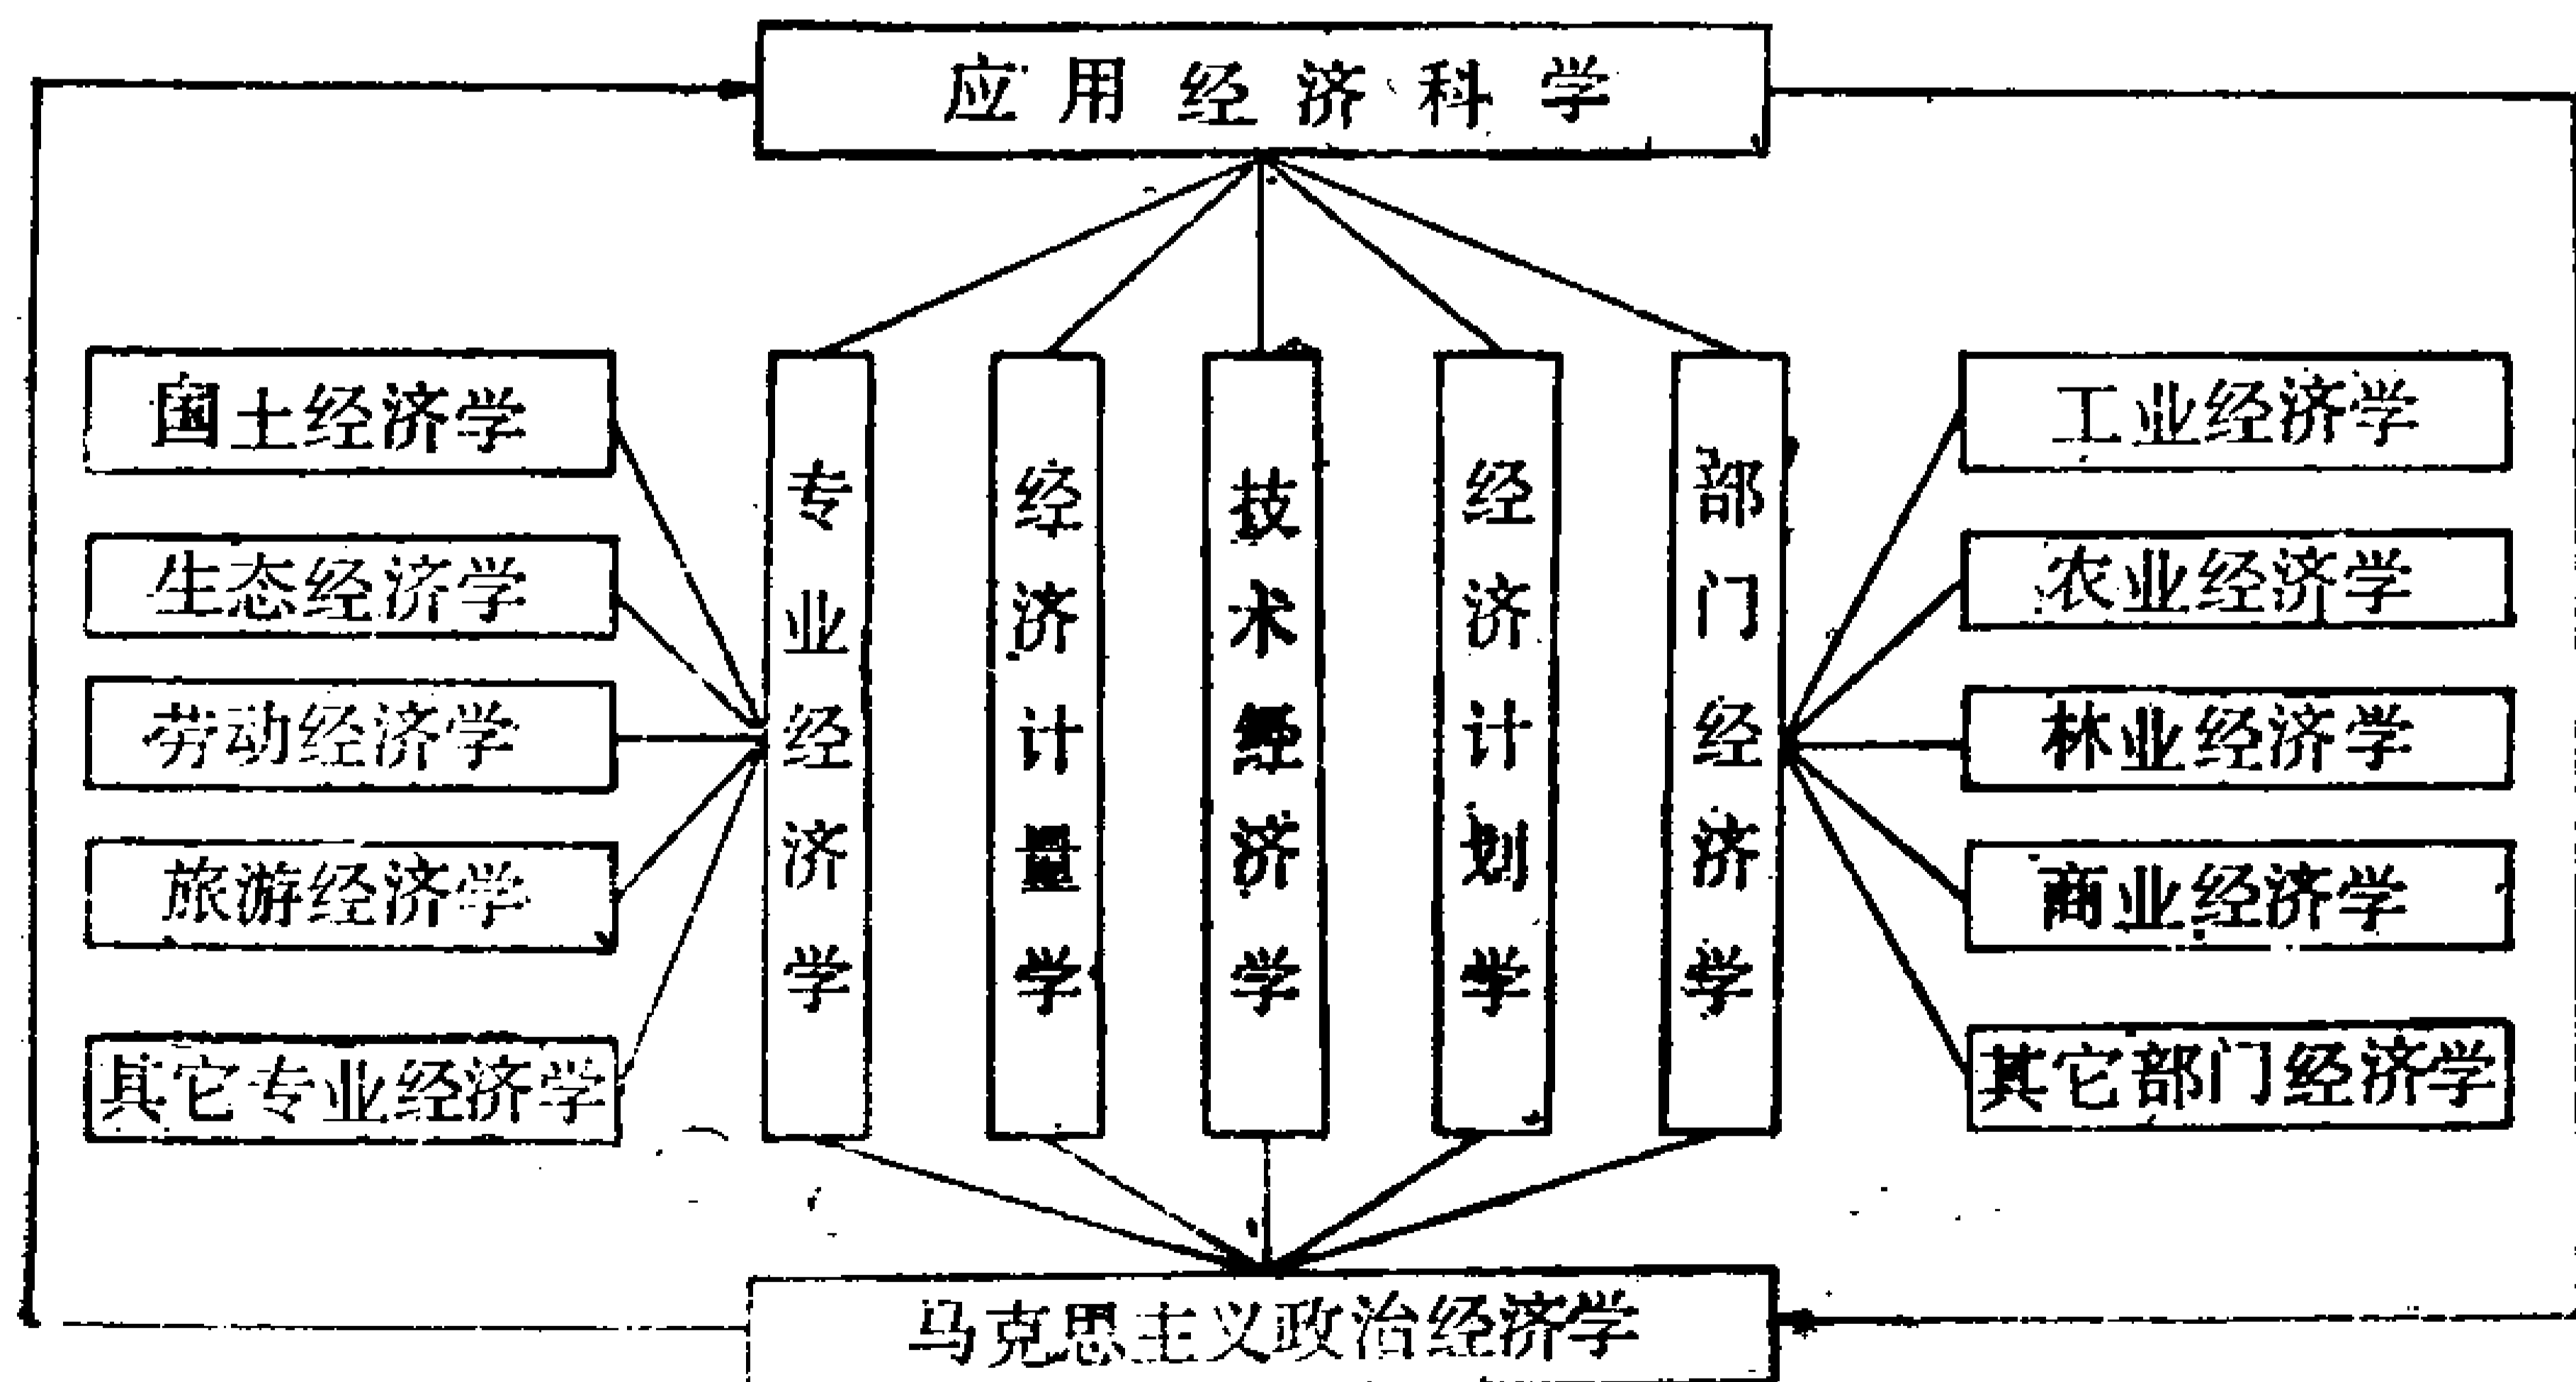 应用经济科学
国土经济学
生态经济学
劳动经济学
旅游经济学
其它专业经济学
专业经济学
经济计量学
技术经济学
经济计划学
部门经济学
工业经济学
农业经济学
林业经济学
商业经济学
其它部门经济学
马克思主义政治经济学